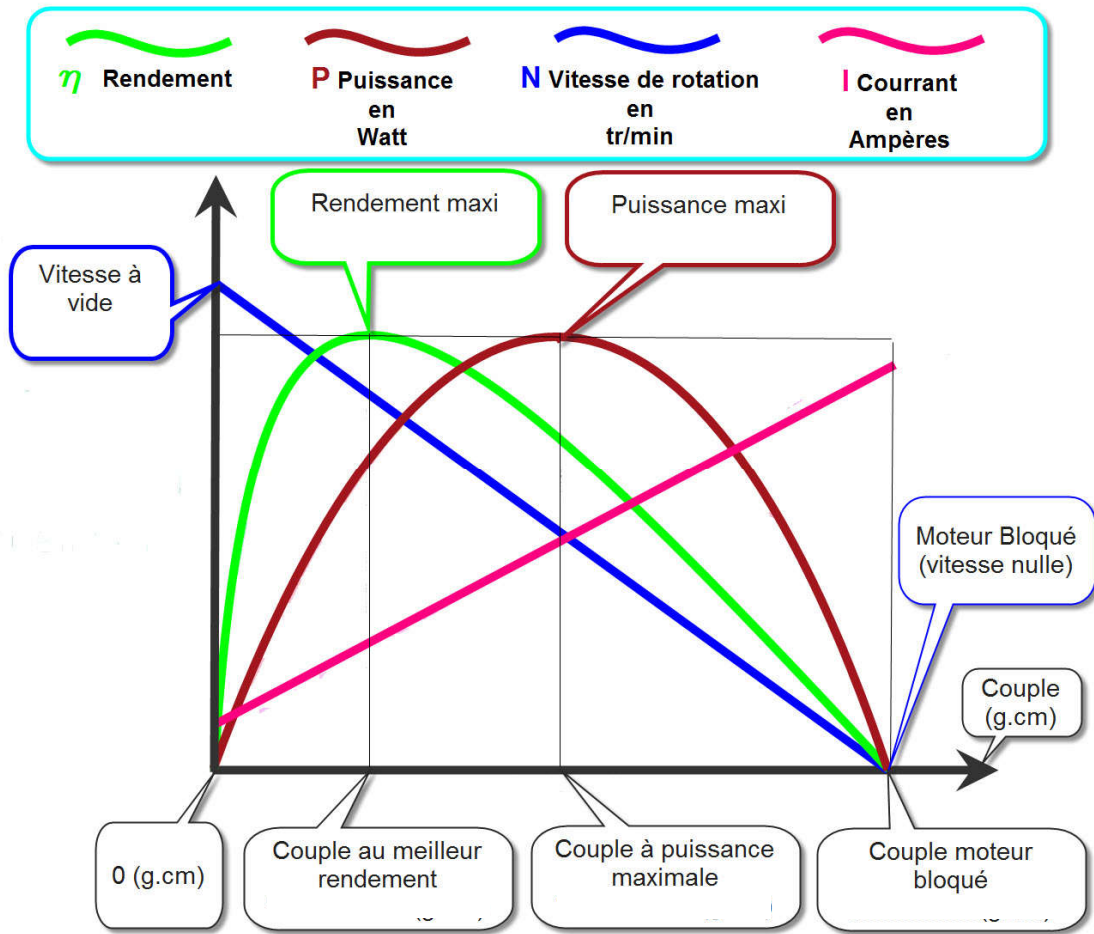 η Rendement
P Puissance
en
Watt
N Vitesse de rotation
en
tr/min
I Courrant
en
Ampères
Rendement maxi
Puissance maxi
Vitesse à
vide
Moteur Bloqué
(vitesse nulle)
Couple
(g.cm)
0 (g.cm)
Couple au meilleur
rendement
Couple à puissance
maximale
Couple moteur
bloqué